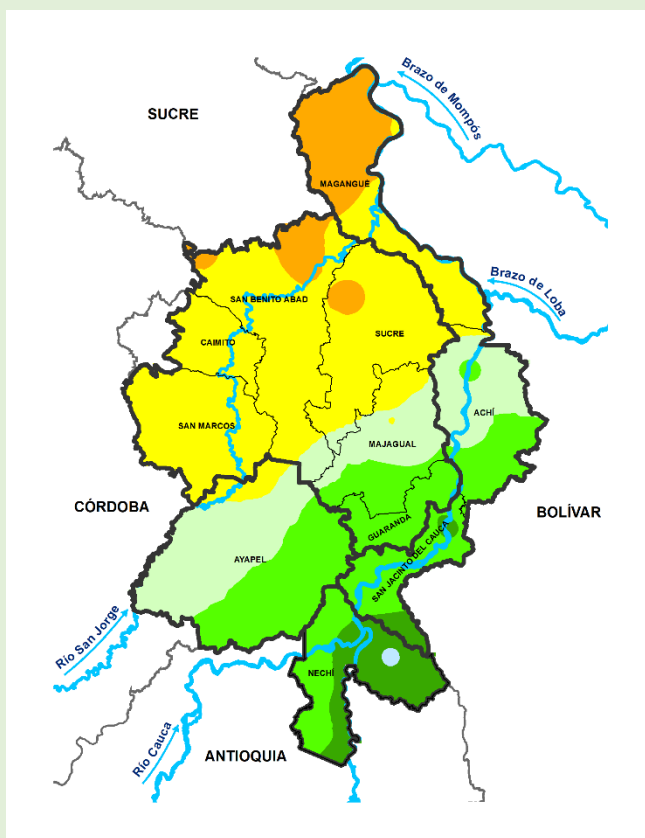 Brazo de Mompós
SUCRE
MAGANGUÉ
Brazo de Loba
SAN BENITO ABAD
SUCRE
CAIMITO
ACHÍ
SAN MARCOS
MAJAGUAL
CÓRDOBA
BOLÍVAR
GUARANDA
AYAPEL
SAN JACINTO DEL CAUCA
Río San Jorge
NECHÍ
Río Cauca
ANTIOQUIA